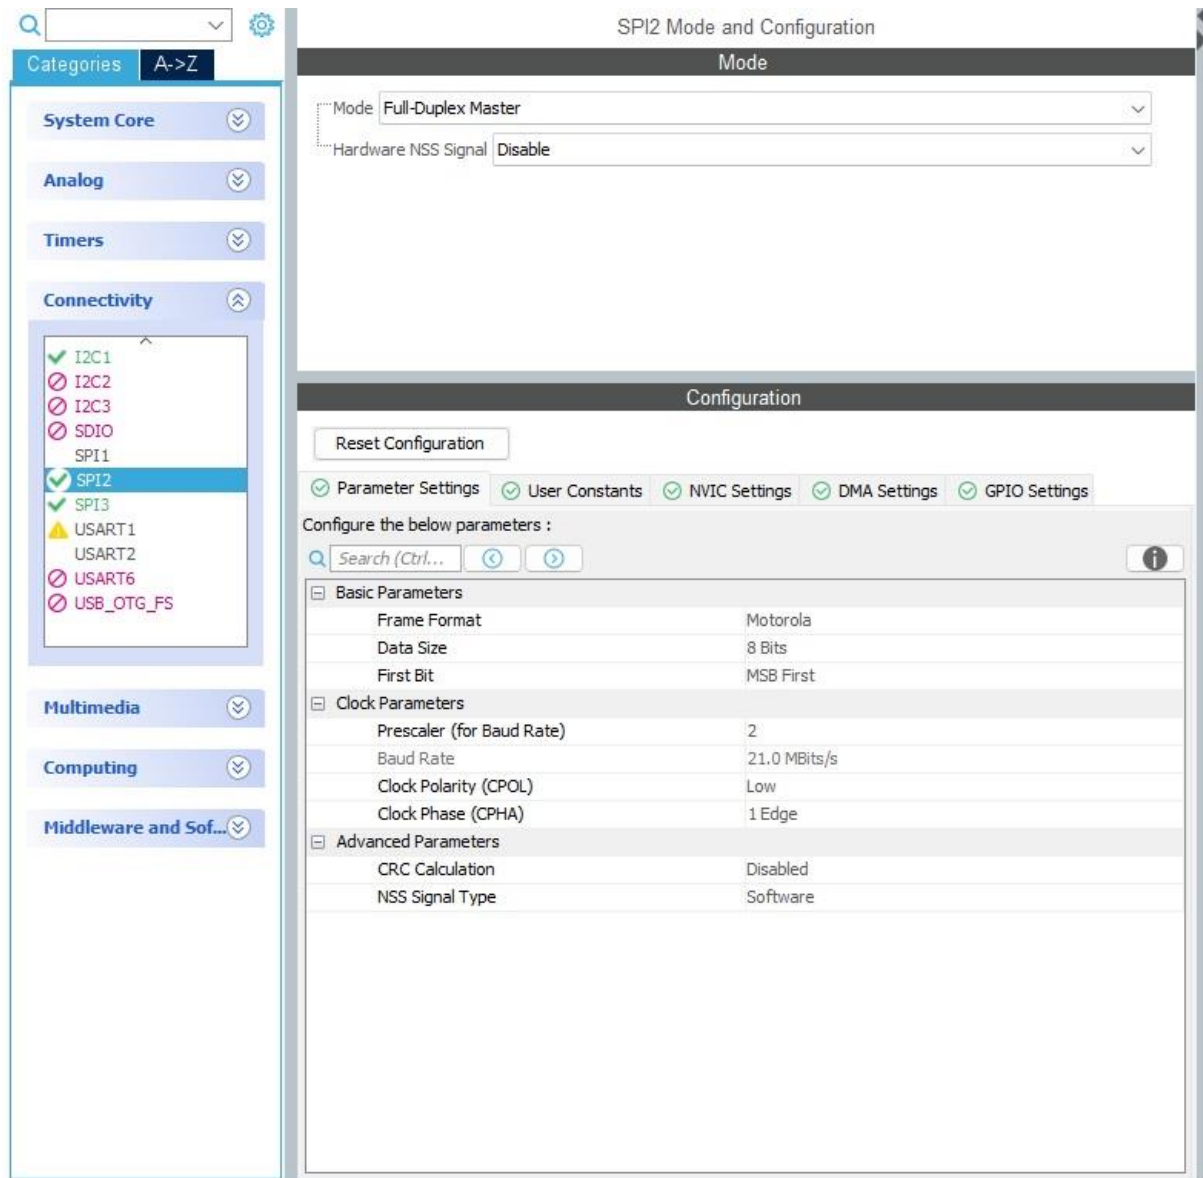 Categories A->Z
System Core
Analog
Timers
Connectivity
I2C1
I2C2
I2C3
SDIO
SPI1
SPI2
SPI3
USART1
USART2
USART6
USB_OTG_FS
Multimedia
Computing
Middleware and Sof...
SPI2 Mode and Configuration
Mode
Mode Full-Duplex Master
Hardware NSS Signal Disable
Configuration
Reset Configuration
Parameter Settings User Constants NVIC Settings DMA Settings GPIO Settings
Configure the below parameters :
Search (Ctrl...
Basic Parameters
Frame Format Motorola
Data Size 8 Bits
First Bit MSB First
Clock Parameters
Prescaler (for Baud Rate) 2
Baud Rate 21.0 MBits/s
Clock Polarity (CPOL) Low
Clock Phase (CPHA) 1 Edge
Advanced Parameters
CRC Calculation Disabled
NSS Signal Type Software